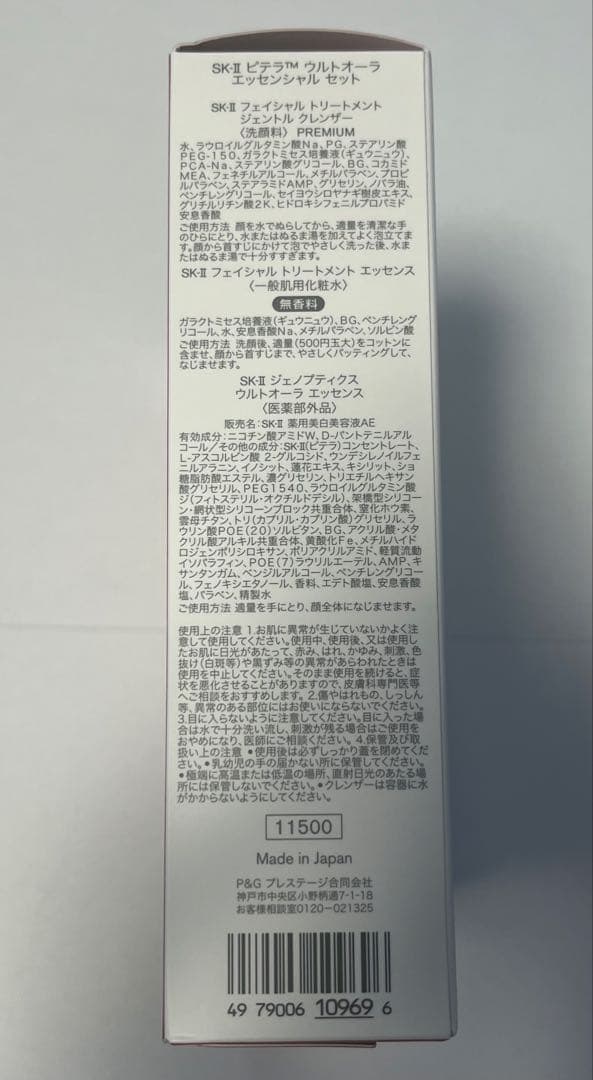 SK-II ピテラ™ ウルトオーラ
エッセンシャル セット
SK-II フェイシャル トリートメント
ジェントル クレンザー
〈洗顔料〉 PREMIUM
水、ラウロイルグルタミン酸Na、PG、ステアリン酸
PEG-150、ガラクトミセス培養液(ギュウニュウ)、
PCA-Na、ステアリン酸グリコール、BG、コカミド
MEA、フェネチルアルコール、メチルパラベン、プロピ
ルパラベン、ステアラミドAMP、グリセリン、ノバラ油、
ペンチレングリコール、セイヨウシロヤナギ樹皮エキス、
グリチルリチン酸2K、ヒドロキシフェニルプロパミド
安息香酸
ご使用方法 顔を水でぬらしてから、適量を清潔な手
のひらにとり、水またはぬるま湯を加えてよく泡立てま
す。顔から首すじにかけて泡でやさしく洗った後、水ま
たはぬるま湯で十分すすぎます。
SK-II フェイシャル トリートメント エッセンス
〈一般肌用化粧水〉
無香料
ガラクトミセス培養液(ギュウニュウ)、BG、ペンチレング
リコール、水、安息香酸Na、メチルパラベン、ソルビン酸
ご使用方法 洗顔後、適量(500円玉大)をコットンに
含ませ、顔から首すじまで、やさしくパッティングして、
なじませます。
SK-II ジェノプティクス
ウルトオーラ エッセンス
〈医薬部外品〉
販売名:SK-II 薬用美白美容液AE
有効成分:ニコチン酸アミドW、D-パントテニルアル
コール/その他の成分:SK-II(ピテラ)コンセントレート、
L-アスコルビン酸 2-グルコシド、ウンデシレノイルフェ
ニルアラニン、イノシット、蓮花エキス、キシリット、ショ
糖脂肪酸エステル、濃グリセリン、トリエチルヘキサン
酸グリセリル、PEG1540、ラウロイルグルタミン酸
ジ(フィトステリル・オクチルドデシル)、架橋型シリコー
ン・網状型シリコーンブロック共重合体、窒化ホウ素、
雲母チタン、トリ(カプリル・カプリン酸)グリセリル、ラ
ウリン酸POE(20)ソルビタン、BG、アクリル酸・メタ
クリル酸アルキル共重合体、黄酸化Fe、メチルハイド
ロジェンポリシロキサン、ポリアクリルアミド、軽質流動
イソパラフィン、POE(7)ラウリルエーテル、AMP、キ
サンタンガム、ベンジルアルコール、ペンチレングリコー
ル、フェノキシエタノール、香料、エデト酸塩、安息香酸
塩、パラベン、精製水
ご使用方法 適量を手にとり、顔全体になじませます。
使用上の注意 1.お肌に異常が生じていないかよく注
意して使用してください。使用中、使用後、又は使用し
たお肌に日光があたって、赤み、はれ、かゆみ、刺激、色
抜け(白斑等)や黒ずみ等の異常があらわれたときは
使用を中止してください。そのまま使用を続けると、症
状を悪化させることがありますので、皮膚科専門医等
へご相談をおすすめします。2.傷やはれもの、しっしん
等、異常のある部位にはお使いにならないでください。
3.目に入らないように注意してください。目に入った場
合は水で十分洗い流し、刺激が残る場合はご使用を
おやめになり、医師にご相談ください。4.保管及び取
扱い上の注意 •使用後は必ずしっかり蓋を閉めてくだ
さい。•乳幼児の手の届かない所に保管してください。
•極端に高温または低温の場所、直射日光のあたる場
所には保管しないでください。•クレンザーは容器に水
がかからないようにしてください。
11500
Made in Japan
P&G プレステージ合同会社
神戸市中央区小野柄通7-1-18
お客様相談室0120-021325
49 79006 10969 6